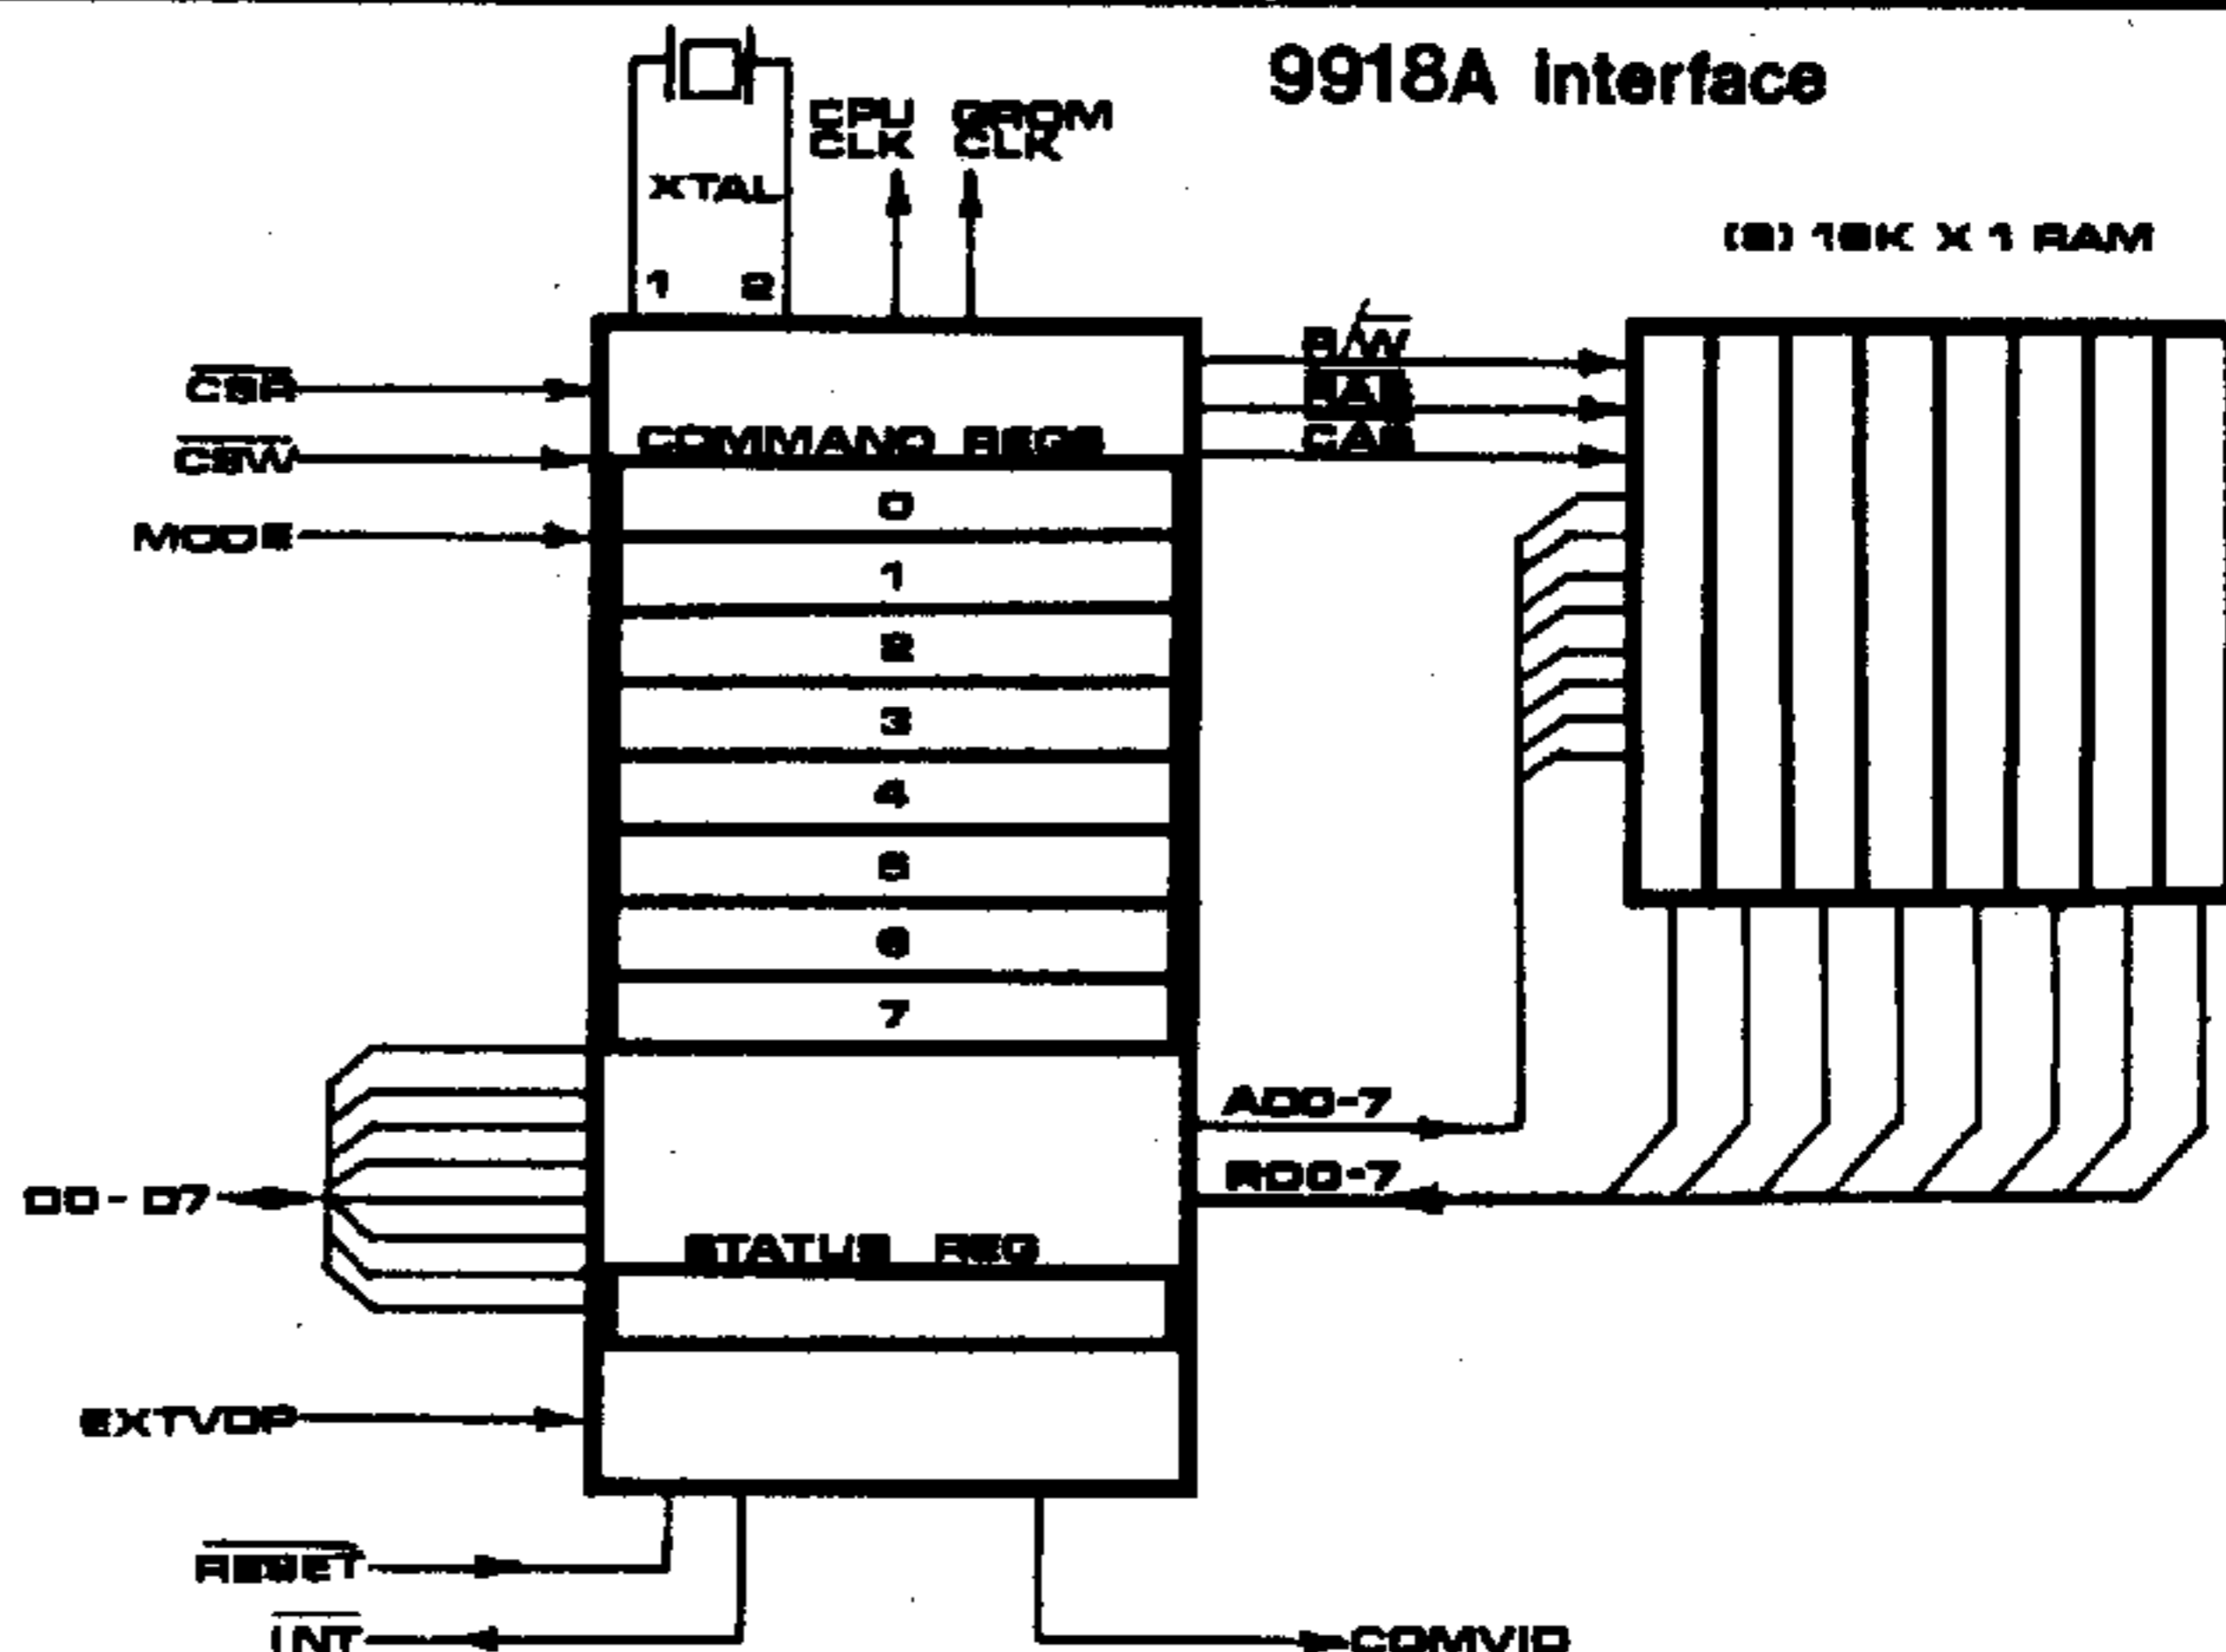 9918A Interface
CPU CLK
GROM CLK
XTAL
1 2
(8) 16K X 1 RAM
R/W
RAS
CAS
CSR
CSW
MODE
COMMAND REGS
0
1
2
3
4
5
6
7
AD0-7
RD0-7
D0-D7
STATUS REG
EXTVDP
RESET
INT
COMVID